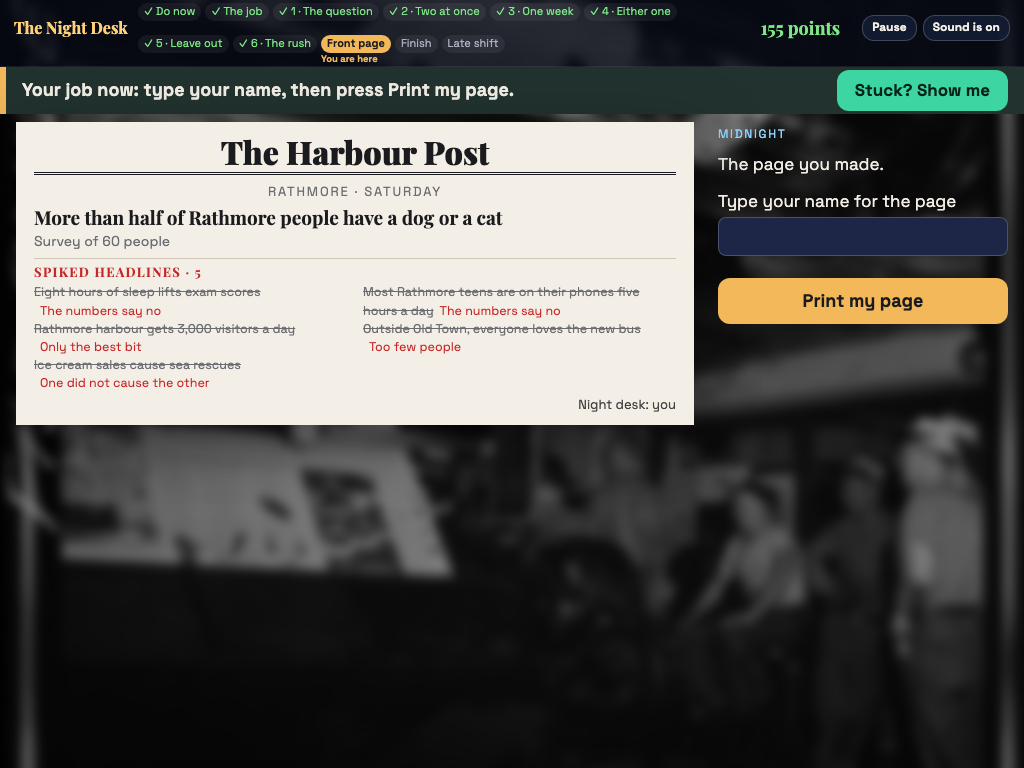 The Night Desk
✓ Do now ✓ The job ✓ 1 · The question ✓ 2 · Two at once ✓ 3 · One week ✓ 4 · Either one
✓ 5 · Leave out ✓ 6 · The rush Front page Finish Late shift
You are here
155 points
Pause
Sound is on
Your job now: type your name, then press Print my page.
Stuck? Show me
The Harbour Post
RATHMORE · SATURDAY
More than half of Rathmore people have a dog or a cat
Survey of 60 people
SPIKED HEADLINES · 5
Eight hours of sleep lifts exam scores
The numbers say no
Rathmore harbour gets 3,000 visitors a day
Only the best bit
Ice cream sales cause sea rescues
One did not cause the other
Most Rathmore teens are on their phones five
hours a day The numbers say no
Outside Old Town, everyone loves the new bus
Too few people
Night desk: you
MIDNIGHT
The page you made.
Type your name for the page
Print my page